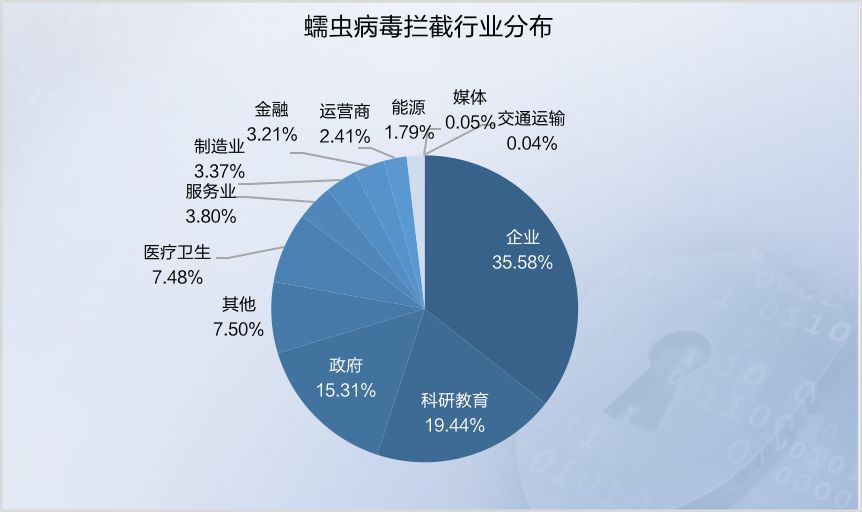 蠕虫病毒拦截行业分布
企业
35.58%
科研教育
19.44%
政府
15.31%
其他
7.50%
医疗卫生
7.48%
服务业
3.80%
制造业
3.37%
金融
3.21%
运营商
2.41%
能源
1.79%
媒体
0.05%
交通运输
0.04%